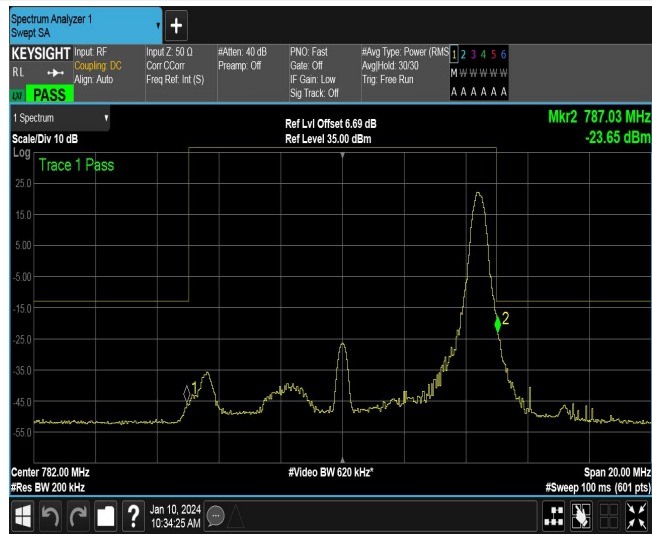 Spectrum Analyzer 1
Swept SA
+
KEYSIGHT Input: RF Input Z: 50 Ω #Atten: 40 dB PNO: Fast #Avg Type: Power (RMS 1 2 3 4 5 6
RL Coupling: DC Corr CCorr Preamp: Off Gate: Off Avg|Hold: 30/30 M W W W W W
Align: Auto Freq Ref: Int (S) IF Gain: Low Trig: Free Run
LXI PASS Sig Track: Off A A A A A A
1 Spectrum Ref Lvl Offset 6.69 dB Mkr2 787.03 MHz
Scale/Div 10 dB Ref Level 35.00 dBm -23.65 dBm
Log
Trace 1 Pass
25.0
15.0
5.00
-5.00
-15.0
2
-25.0
-35.0
1
-45.0
-55.0
Center 782.00 MHz #Video BW 620 kHz* Span 20.00 MHz
#Res BW 200 kHz #Sweep 100 ms (601 pts)
? Jan 10, 2024
10:34:25 AM